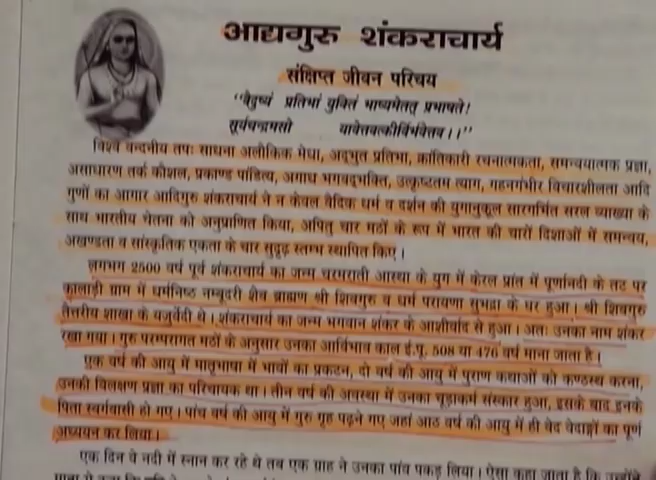 आद्यगुरु शंकराचार्य
संक्षिप्त जीवन परिचय
"वैदुष्यं प्रतिभां युक्तिं भाष्यमेतत् प्रभाषते!
सूर्यचन्द्रमसो
विश्व वन्दनीय तपः साधना अलौकिक मेधा, अद्भुत प्रतिभा, क्रांतिकारी रचनात्मकता, समन्वयात्मक प्रज्ञा,
असाधारण तर्क कौशल, प्रकाण्ड पांडित्य, अगाध भगवद्भक्ति, उत्कृष्टतम त्याग, गहनगंभीर विचारशीलता आदि
गुणों का आगार आदिगुरु शंकराचार्य ने न केवल वैदिक धर्म व दर्शन की युगानुकूल सारगर्भित सरल व्याख्या के
साथ भारतीय चेतना को अनुप्राणित किया, अपितु चार मठों के रूप में भारत की चारों दिशाओं में समन्वय,
अखण्डता व सांस्कृतिक एकता के चार सुदृढ़ स्तम्भ स्थापित किए।
लगभग 2500 वर्ष पूर्व शंकराचार्य का जन्म चरमराती आस्था के युग में केरल प्रांत में पूर्णानदी के तट पर
कालाड़ी ग्राम में धर्मनिष्ठ नम्बूदरी शैव ब्राह्मण श्री शिवगुरु व धर्म परायणा सुभद्रा के घर हुआ। श्री शिवगुरु
तैत्तरीय शाखा के यजुर्वेदी थे। शंकराचार्य का जन्म भगवान शंकर के आशीर्वाद से हुआ। अतः उनका नाम शंकर
रखा गया। गुरु परम्परागत मठों के अनुसार उनका आविर्भाव काल ई.पू. 508 या 476 वर्ष माना जाता है।
एक वर्ष की आयु में मातृभाषा में भावों का प्रकटन, दो वर्ष की आयु में पुराण कथाओं को कण्ठस्थ करना,
उनकी विलक्षण प्रज्ञा का परिचायक था। तीन वर्ष की अवस्था में उनका चूड़ाकर्म संस्कार हुआ, इसके बाद इनके
पिता स्वर्गवासी हो गए। पांच वर्ष की आयु में गुरु गृह पढ़ने गए जहां आठ वर्ष की आयु में ही वेद वेदाङ्गों का पूर्ण
अध्ययन कर लिया।
एक दिन वे नदी में स्नान कर रहे थे तब एक ग्राह ने उनका पांव पकड़ लिया। ऐसा कहा जाता है कि उन्होंने